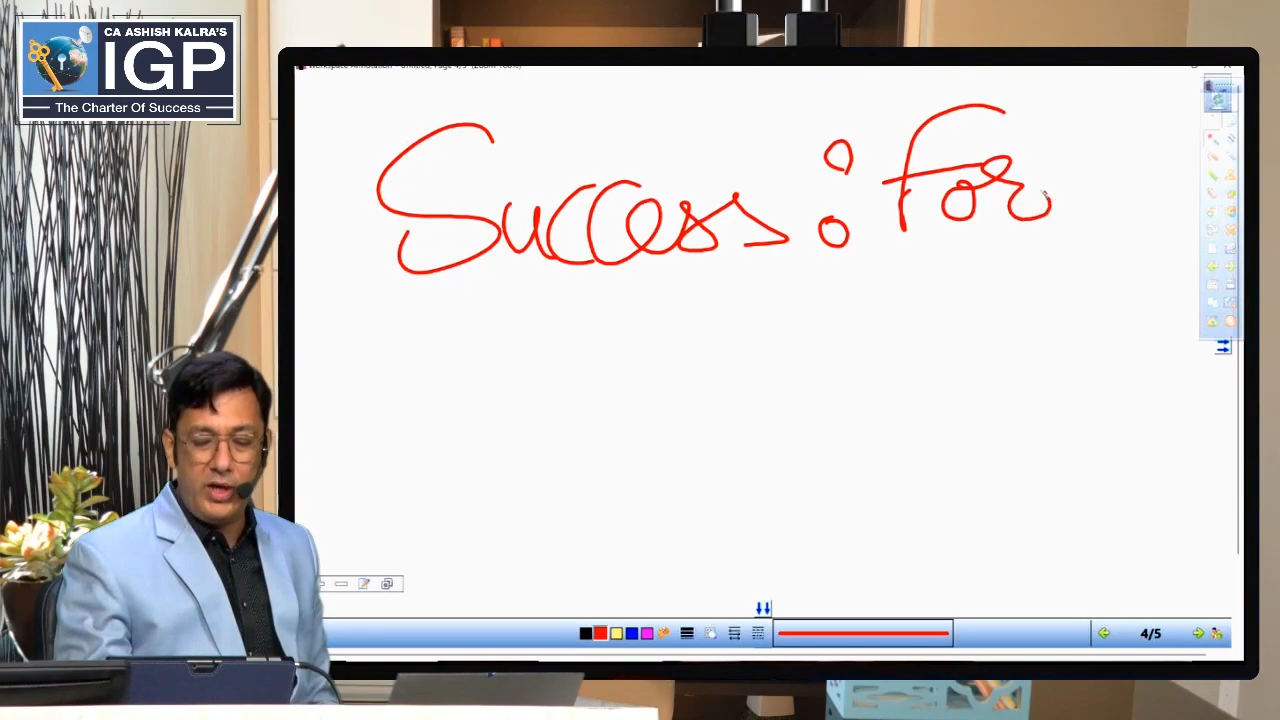 CA ASHISH KALRA'S
IGP
The Charter Of Success
Success : For
4/5